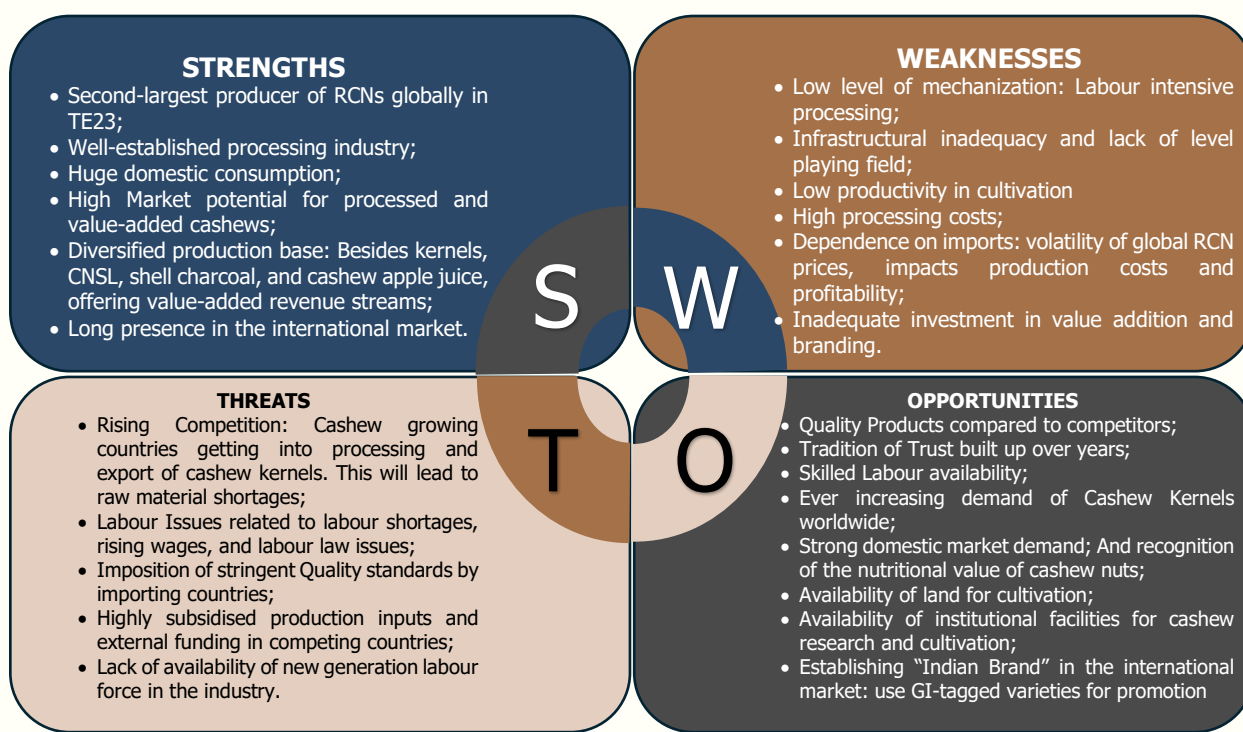 STRENGTHS
• Second-largest producer of RCNs globally in
TE23;
• Well-established processing industry;
• Huge domestic consumption;
• High Market potential for processed and
value-added cashews;
• Diversified production base: Besides kernels,
CNSL, shell charcoal, and cashew apple juice,
offering value-added revenue streams;
• Long presence in the international market.
WEAKNESSES
• Low level of mechanization: Labour intensive
processing;
• Infrastructural inadequacy and lack of level
playing field;
• Low productivity in cultivation
• High processing costs;
• Dependence on imports: volatility of global RCN
prices, impacts production costs and
profitability;
• Inadequate investment in value addition and
branding.
S
W
T
O
THREATS
• Rising Competition: Cashew growing
countries getting into processing and
export of cashew kernels. This will lead to
raw material shortages;
• Labour Issues related to labour shortages,
rising wages, and labour law issues;
• Imposition of stringent Quality standards by
importing countries;
• Highly subsidised production inputs and
external funding in competing countries;
• Lack of availability of new generation labour
force in the industry.
OPPORTUNITIES
• Quality Products compared to competitors;
• Tradition of Trust built up over years;
• Skilled Labour availability;
• Ever increasing demand of Cashew Kernels
worldwide;
• Strong domestic market demand; And recognition
of the nutritional value of cashew nuts;
• Availability of land for cultivation;
• Availability of institutional facilities for cashew
research and cultivation;
• Establishing “Indian Brand” in the international
market: use GI-tagged varieties for promotion